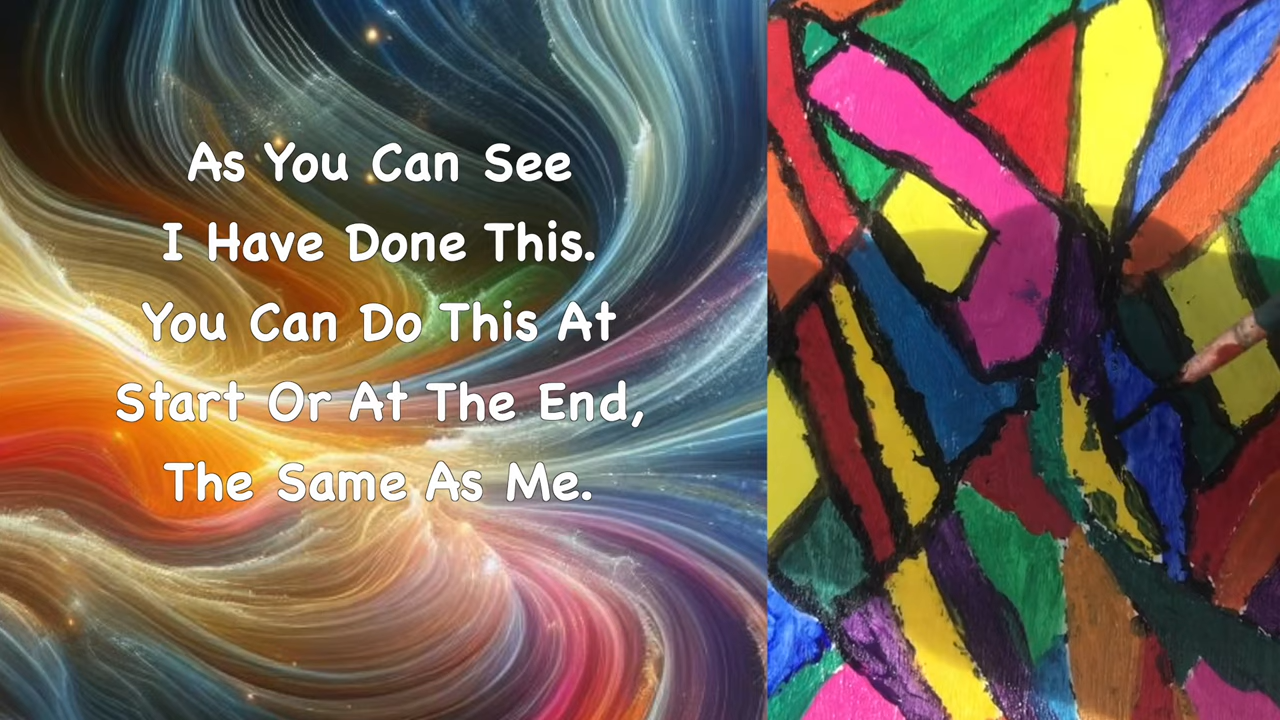 As You Can See
I Have Done This.
You Can Do This At
Start Or At The End,
The Same As Me.